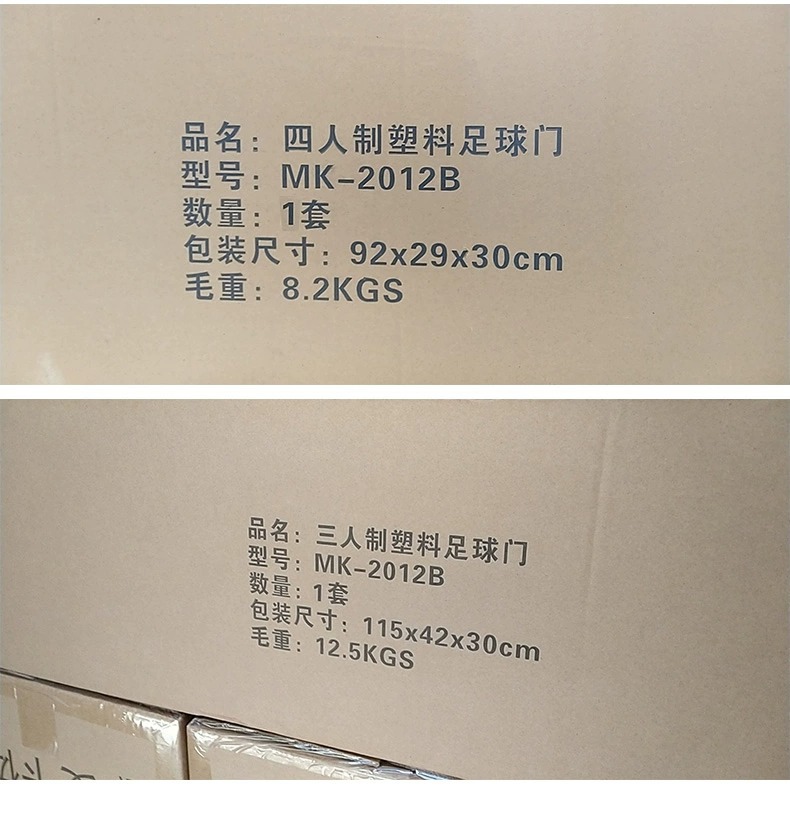 品名：四人制塑料足球门
型号：MK-2012B
数量：1套
包装尺寸：92x29x30cm
毛重：8.2KGS
品名：三人制塑料足球门
型号：MK-2012B
数量：1套
包装尺寸：115x42x30cm
毛重：12.5KGS